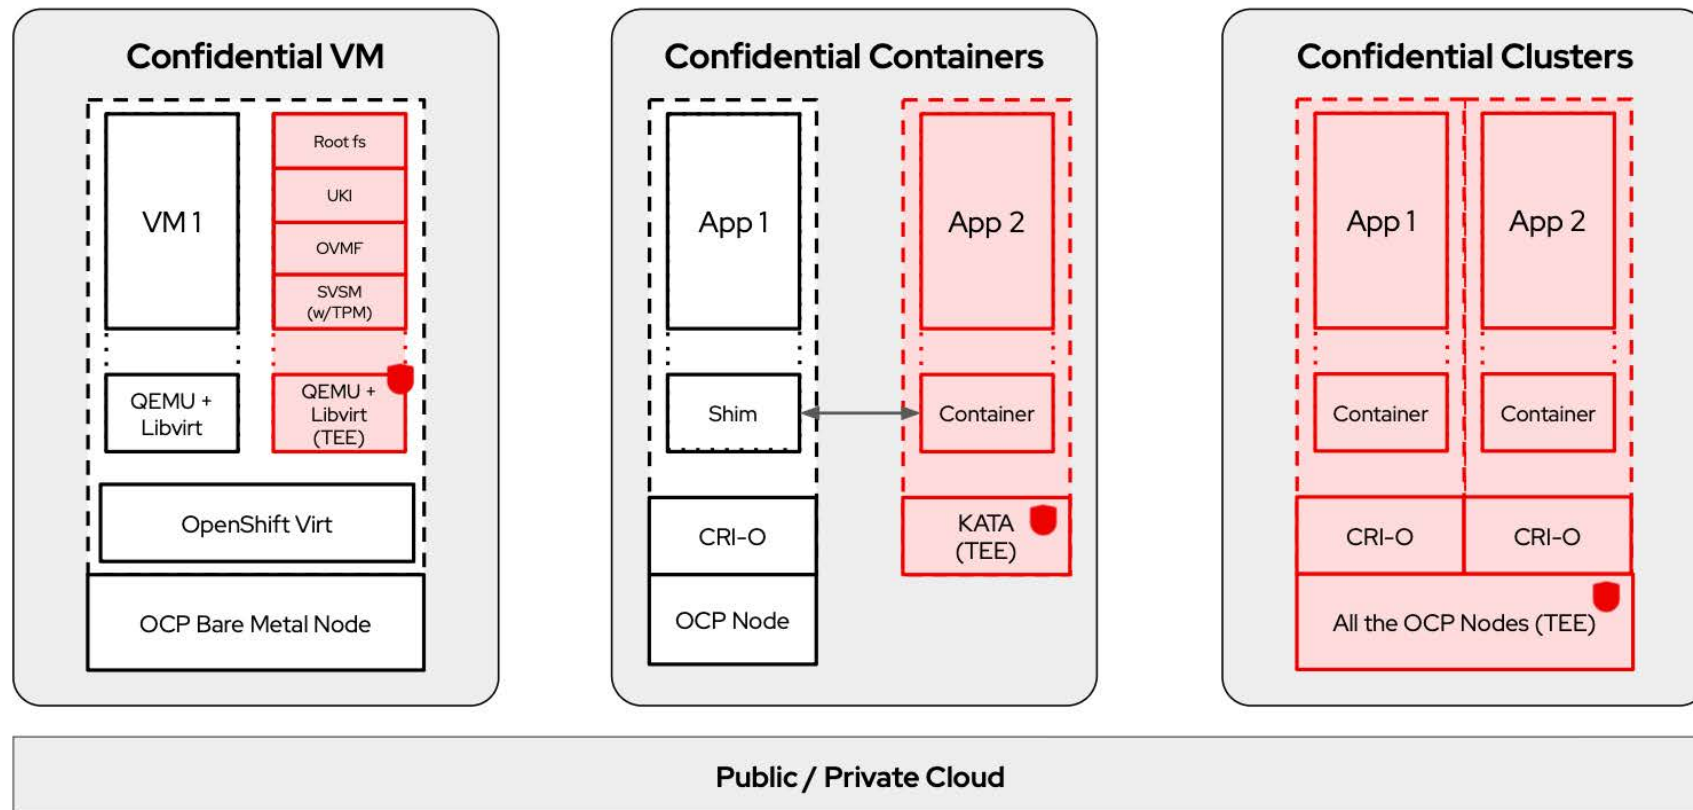 Confidential VM
VM 1
Root fs
UKI
OVMF
SVSM
(w/TPM)
QEMU +
Libvirt
QEMU +
Libvirt
(TEE)
OpenShift Virt
OCP Bare Metal Node
Confidential Containers
App 1
App 2
Shim
Container
CRI-O
KATA
(TEE)
OCP Node
Confidential Clusters
App 1
App 2
Container
Container
CRI-O
CRI-O
All the OCP Nodes (TEE)
Public / Private Cloud